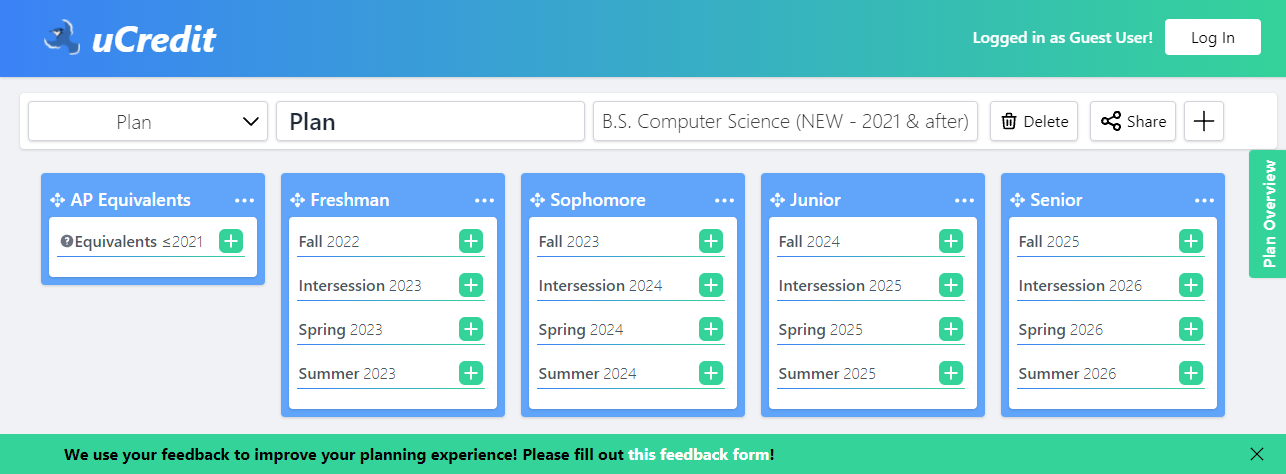 uCredit
Logged in as Guest User!
Log In
Plan
Plan
B.S. Computer Science (NEW - 2021 & after)
Delete
Share
Plan Overview
AP Equivalents
Equivalents ≤2021
Freshman
Fall 2022
Intersession 2023
Spring 2023
Summer 2023
Sophomore
Fall 2023
Intersession 2024
Spring 2024
Summer 2024
Junior
Fall 2024
Intersession 2025
Spring 2025
Summer 2025
Senior
Fall 2025
Intersession 2026
Spring 2026
Summer 2026
We use your feedback to improve your planning experience! Please fill out this feedback form!